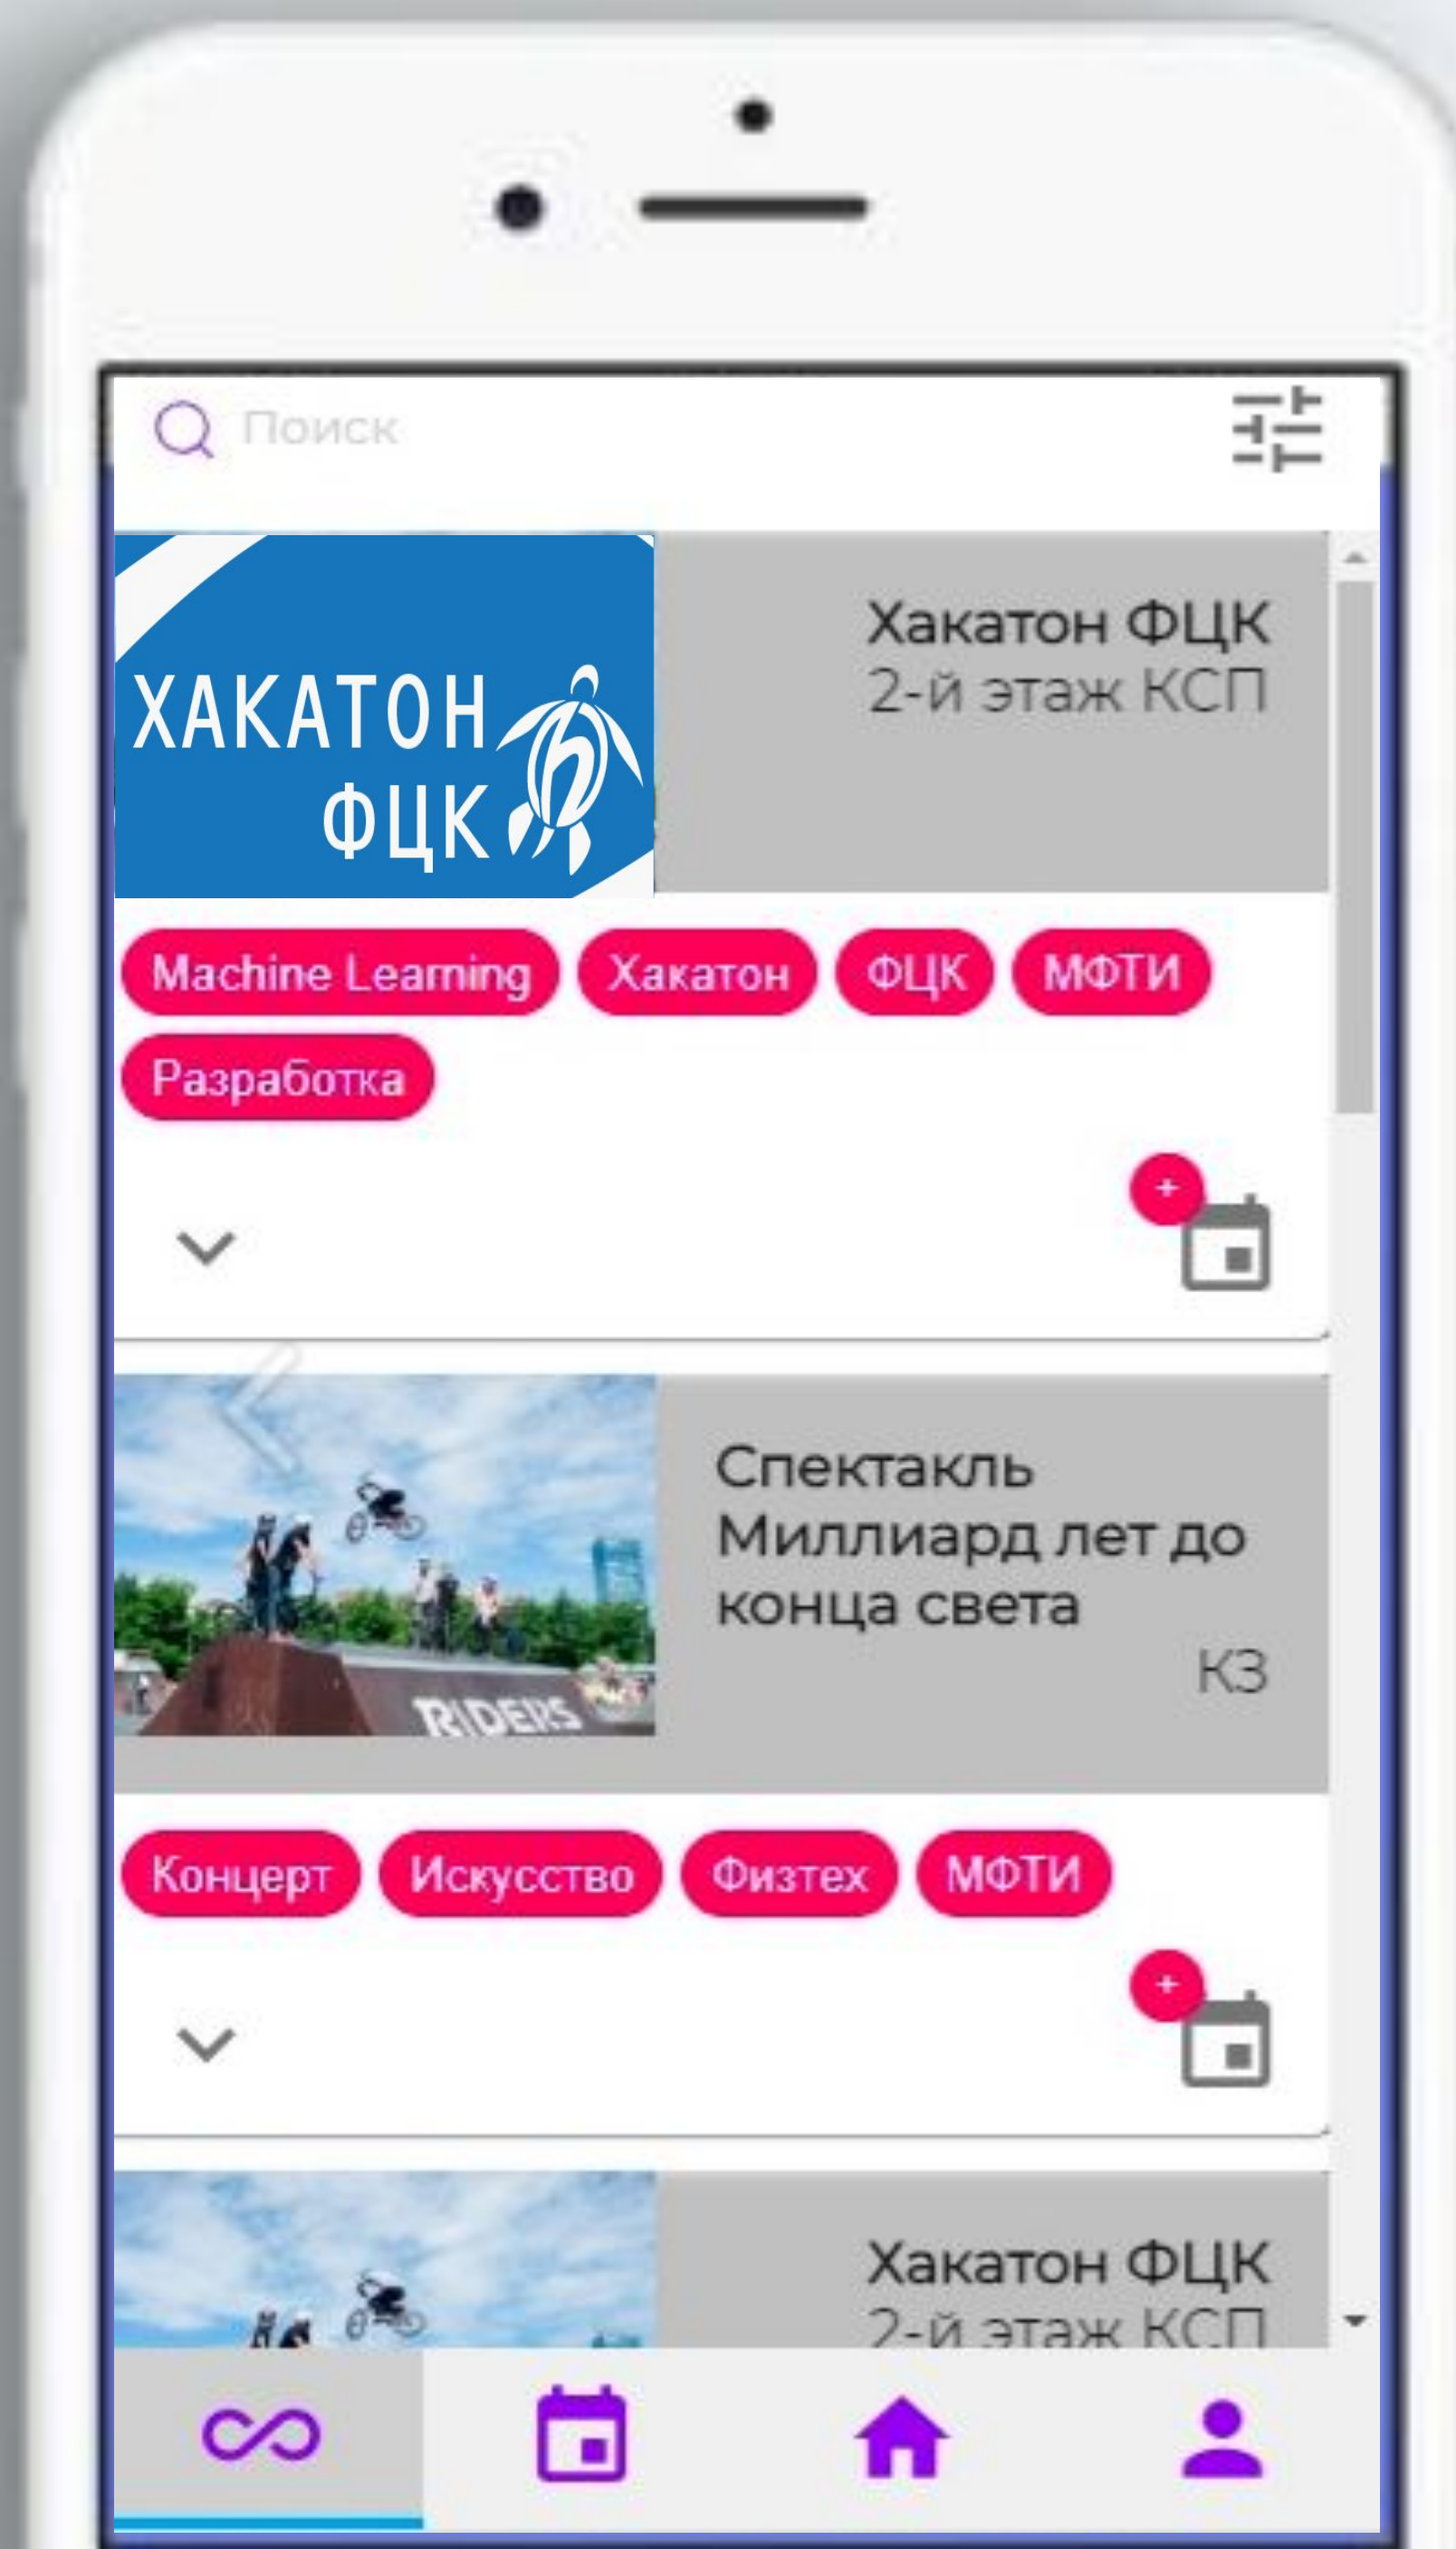 Поиск
ХАКАТОН
ФЦК
Хакатон ФЦК
2-й этаж КСП
Machine Learning Хакатон ФЦК МФТИ
Разработка
+
Спектакль
Миллиард лет до
конца света
КЗ
RIDERS
Концерт Искусство Физтех МФТИ
+
Хакатон ФЦК
2-й этаж КСП